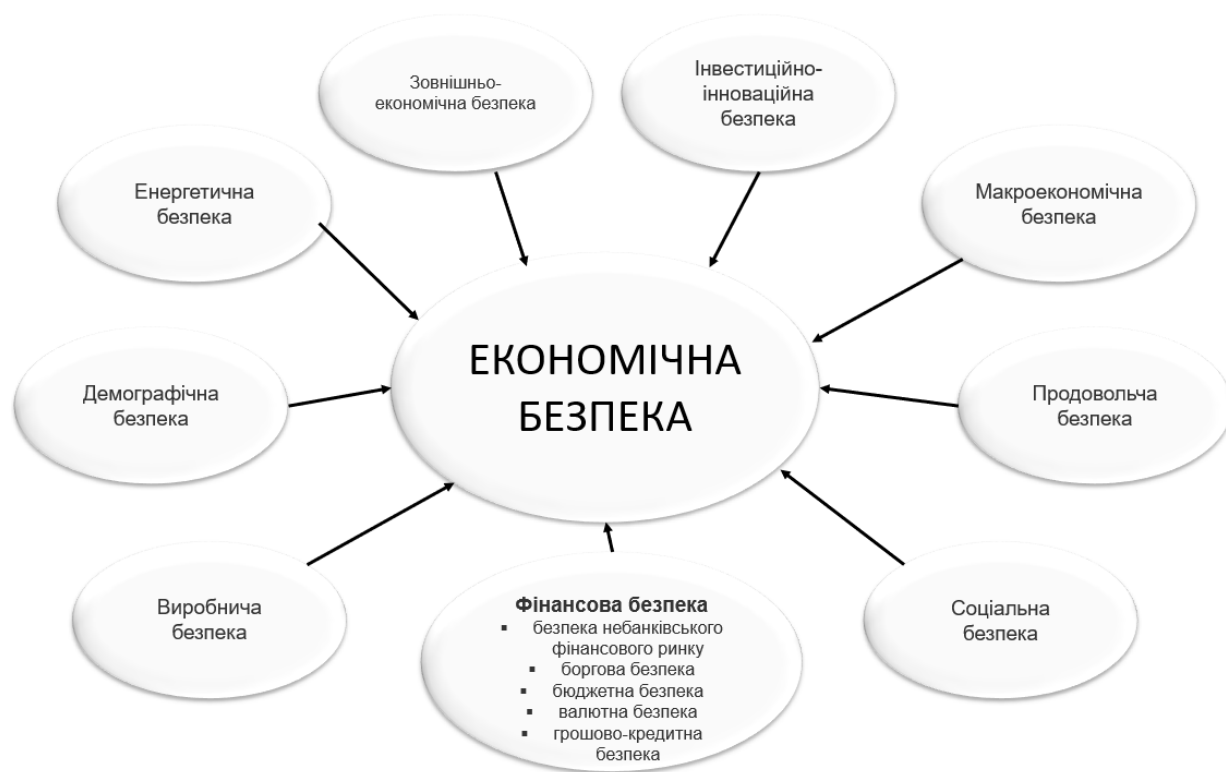 Зовнішньо-
економічна безпека
Інвестиційно-
інноваційна
безпека
Енергетична
безпека
Макроекономічна
безпека
ЕКОНОМІЧНА
БЕЗПЕКА
Демографічна
безпека
Продовольча
безпека
Виробнича
безпека
Фінансова безпека
▪ безпека небанківського
фінансового ринку
▪ боргова безпека
▪ бюджетна безпека
▪ валютна безпека
▪ грошово-кредитна
безпека
Соціальна
безпека